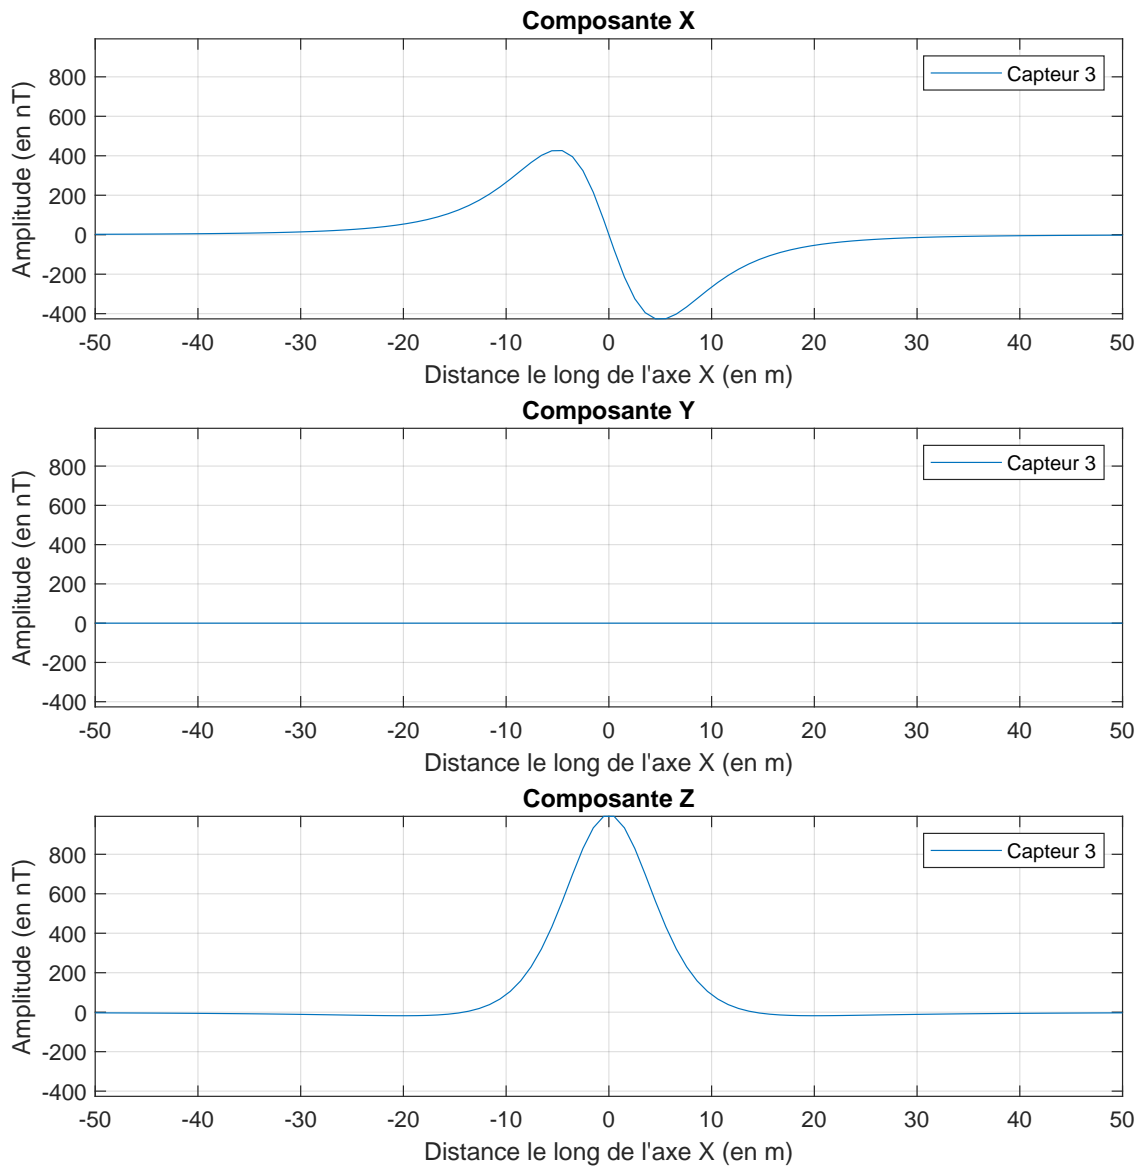 Composante X
Capteur 3
Amplitude (en nT)
800
600
400
200
0
-200
-400
-50 -40 -30 -20 -10 0 10 20 30 40 50
Distance le long de l'axe X (en m)
Composante Y
Capteur 3
Amplitude (en nT)
800
600
400
200
0
-200
-400
-50 -40 -30 -20 -10 0 10 20 30 40 50
Distance le long de l'axe X (en m)
Composante Z
Capteur 3
Amplitude (en nT)
800
600
400
200
0
-200
-400
-50 -40 -30 -20 -10 0 10 20 30 40 50
Distance le long de l'axe X (en m)